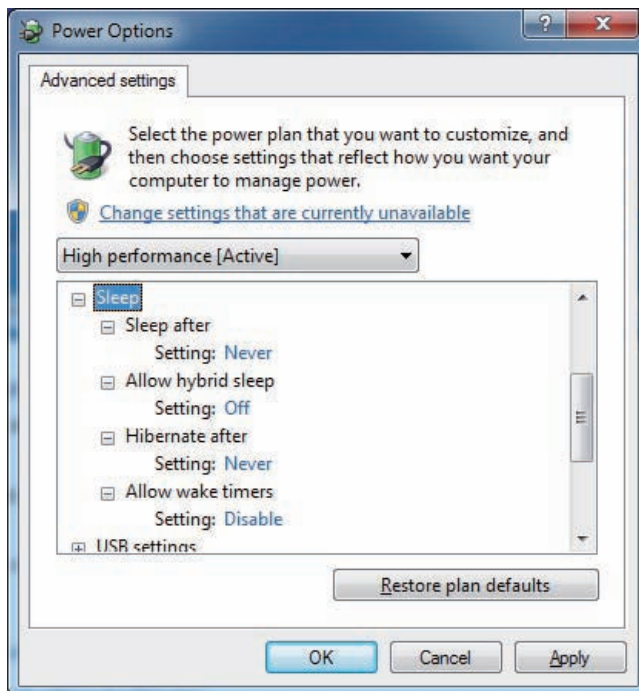 Power Options
Advanced settings
Select the power plan that you want to customize, and
then choose settings that reflect how you want your
computer to manage power.
Change settings that are currently unavailable
High performance [Active]
Sleep
Sleep after
Setting: Never
Allow hybrid sleep
Setting: Off
Hibernate after
Setting: Never
Allow wake timers
Setting: Disable
USB settings
Restore plan defaults
OK Cancel Apply